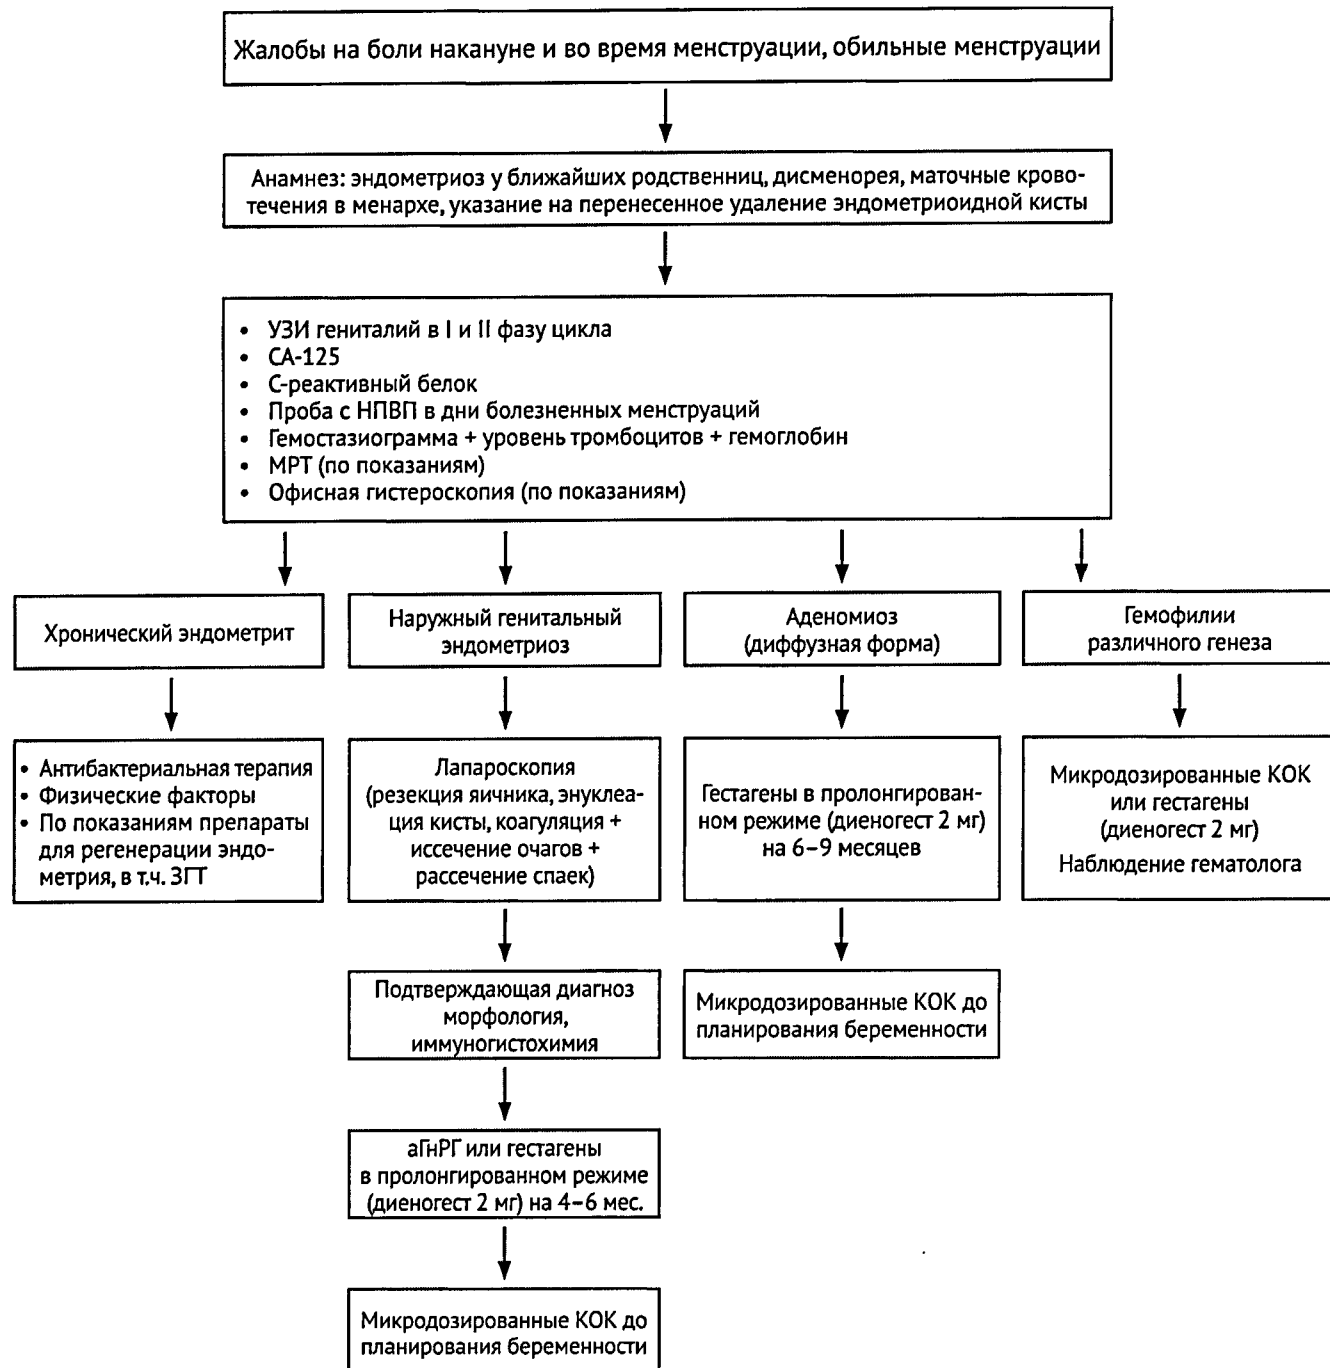 Жалобы на боли накануне и во время менструации, обильные менструации
Анамнез: эндометриоз у ближайших родственниц, дисменорея, маточные крово-
течения в менархе, указание на перенесенное удаление эндометриоидной кисты
• УЗИ гениталий в I и II фазу цикла
• СА-125
• С-реактивный белок
• Проба с НПВП в дни болезненных менструаций
• Гемостазиограмма + уровень тромбоцитов + гемоглобин
• МРТ (по показаниям)
• Офисная гистероскопия (по показаниям)
Хронический эндометрит
Наружный генитальный
эндометриоз
Аденомиоз
(диффузная форма)
Гемофилии
различного генеза
• Антибактериальная терапия
• Физические факторы
• По показаниям препараты
для регенерации эндо-
метрия, в т.ч. ЗГТ
Лапароскопия
(резекция яичника, энуклеа-
ция кисты, коагуляция +
иссечение очагов +
рассечение спаек)
Гестагены в пролонгирован-
ном режиме (диеногест 2 мг)
на 6–9 месяцев
Микродозированные КОК
или гестагены
(диеногест 2 мг)
Наблюдение гематолога
Подтверждающая диагноз
морфология,
иммуногистохимия
Микродозированные КОК до
планирования беременности
аГнРГ или гестагены
в пролонгированном режиме
(диеногест 2 мг) на 4–6 мес.
Микродозированные КОК до
планирования беременности